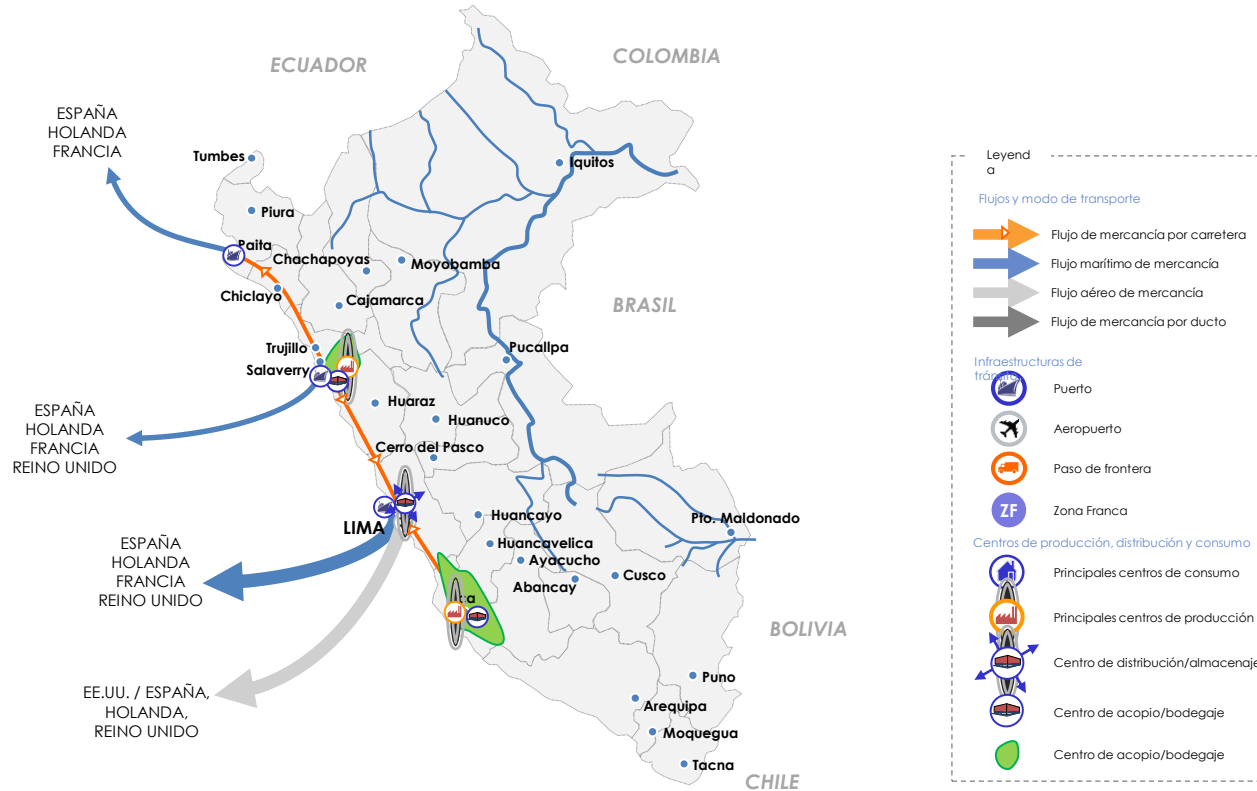 COLOMBIA
ECUADOR
ESPAÑA
HOLANDA
FRANCIA
Tumbes
Iquitos
Piura
Paita
Chachapoyas
Moyobamba
Chiclayo
Cajamarca
BRASIL
Trujillo
Salaverry
Pucallpa
Huaraz
Huanuco
ESPAÑA
HOLANDA
FRANCIA
REINO UNIDO
Cerro del Pasco
LIMA
Huancayo
Pto. Maldonado
Huancavelica
Ayacucho
Abancay
Cusco
ESPAÑA
HOLANDA
FRANCIA
REINO UNIDO
BOLIVIA
EE.UU. / ESPAÑA,
HOLANDA,
REINO UNIDO
Puno
Arequipa
Moquegua
Tacna
CHILE
Leyend
a
Flujos y modo de transporte
Flujo de mercancía por carretera
Flujo marítimo de mercancía
Flujo aéreo de mercancía
Flujo de mercancía por ducto
Infraestructuras de
tránsito
Puerto
Aeropuerto
Paso de frontera
ZF
Zona Franca
Centros de producción, distribución y consumo
Principales centros de consumo
Principales centros de producción
Centro de distribución/almacenaje
Centro de acopio/bodegaje
Centro de acopio/bodegaje